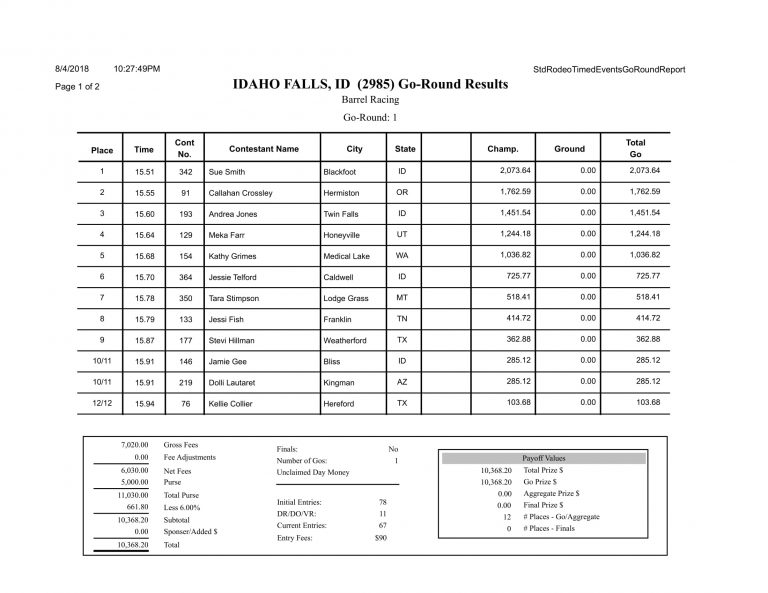 8/4/2018 10:27:49PM StdRodeoTimedEventsGoRoundReport
Page 1 of 2 IDAHO FALLS, ID (2985) Go-Round Results
Barrel Racing
Go-Round: 1
Place Time Cont No. Contestant Name City State Champ. Ground Total Go
1 15.51 342 Sue Smith Blackfoot ID 2,073.64 0.00 2,073.64
2 15.55 91 Callahan Crossley Hermiston OR 1,762.59 0.00 1,762.59
3 15.60 193 Andrea Jones Twin Falls ID 1,451.54 0.00 1,451.54
4 15.64 129 Meka Farr Honeyville UT 1,244.18 0.00 1,244.18
5 15.68 154 Kathy Grimes Medical Lake WA 1,036.82 0.00 1,036.82
6 15.70 364 Jessie Telford Caldwell ID 725.77 0.00 725.77
7 15.78 350 Tara Stimpson Lodge Grass MT 518.41 0.00 518.41
8 15.79 133 Jessi Fish Franklin TN 414.72 0.00 414.72
9 15.87 177 Stevi Hillman Weatherford TX 362.88 0.00 362.88
10/11 15.91 146 Jamie Gee Bliss ID 285.12 0.00 285.12
10/11 15.91 219 Dolli Lautaret Kingman AZ 285.12 0.00 285.12
12/12 15.94 76 Kellie Collier Hereford TX 103.68 0.00 103.68
7,020.00 Gross Fees
0.00 Fee Adjustments
6,030.00 Net Fees
5,000.00 Purse
11,030.00 Total Purse
661.80 Less 6.00%
10,368.20 Subtotal
0.00 Sponser/Added $
10,368.20 Total
Finals: No
Number of Gos: 1
Unclaimed Day Money
Initial Entries: 78
DR/DO/VR: 11
Current Entries: 67
Entry Fees: $90
Payoff Values
10,368.20 Total Prize $
10,368.20 Go Prize $
0.00 Aggregate Prize $
0.00 Final Prize $
12 # Places - Go/Aggregate
0 # Places - Finals